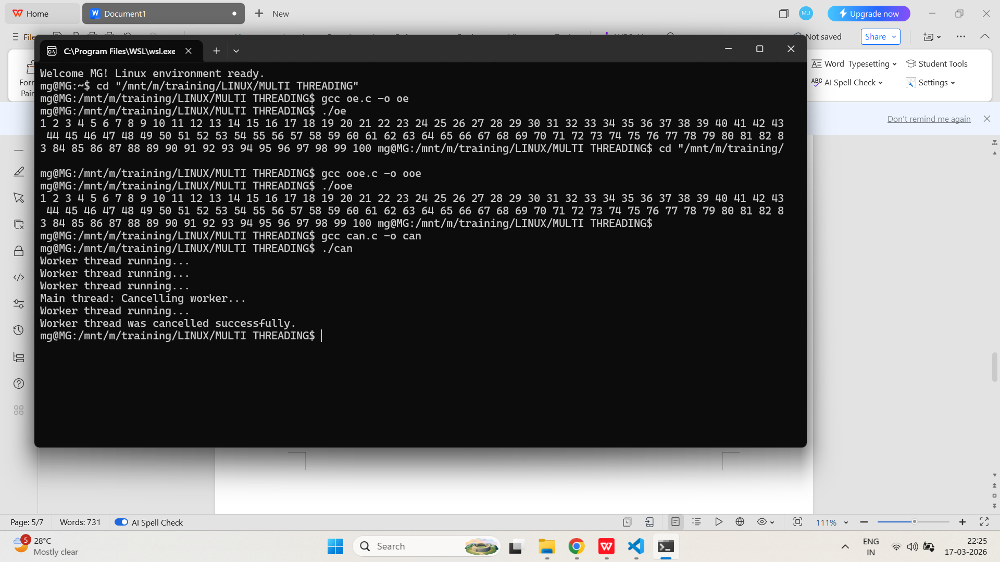 Home
Document1
New
MU
Upgrade now
File
Not saved
Share
C:\Program Files\WSL\wsl.exe
Word Typesetting
Student Tools
AI Spell Check
Settings
Don't remind me again
Welcome MG! Linux environment ready.
mg@MG:~$ cd "/mnt/m/training/LINUX/MULTI THREADING"
mg@MG:/mnt/m/training/LINUX/MULTI THREADING$ gcc oe.c -o oe
mg@MG:/mnt/m/training/LINUX/MULTI THREADING$ ./oe
1 2 3 4 5 6 7 8 9 10 11 12 13 14 15 16 17 18 19 20 21 22 23 24 25 26 27 28 29 30 31 32 33 34 35 36 37 38 39 40 41 42 43
44 45 46 47 48 49 50 51 52 53 54 55 56 57 58 59 60 61 62 63 64 65 66 67 68 69 70 71 72 73 74 75 76 77 78 79 80 81 82 8
3 84 85 86 87 88 89 90 91 92 93 94 95 96 97 98 99 100 mg@MG:/mnt/m/training/LINUX/MULTI THREADING$ cd "/mnt/m/training/
mg@MG:/mnt/m/training/LINUX/MULTI THREADING$ gcc ooe.c -o ooe
mg@MG:/mnt/m/training/LINUX/MULTI THREADING$ ./ooe
1 2 3 4 5 6 7 8 9 10 11 12 13 14 15 16 17 18 19 20 21 22 23 24 25 26 27 28 29 30 31 32 33 34 35 36 37 38 39 40 41 42 43
44 45 46 47 48 49 50 51 52 53 54 55 56 57 58 59 60 61 62 63 64 65 66 67 68 69 70 71 72 73 74 75 76 77 78 79 80 81 82 8
3 84 85 86 87 88 89 90 91 92 93 94 95 96 97 98 99 100 mg@MG:/mnt/m/training/LINUX/MULTI THREADING$
mg@MG:/mnt/m/training/LINUX/MULTI THREADING$ gcc can.c -o can
mg@MG:/mnt/m/training/LINUX/MULTI THREADING$ ./can
Worker thread running...
Worker thread running...
Worker thread running...
Main thread: Cancelling worker...
Worker thread running...
Worker thread was cancelled successfully.
mg@MG:/mnt/m/training/LINUX/MULTI THREADING$
Page: 5/7
Words: 731
AI Spell Check
111%
5
28°C
Mostly clear
Search
ENG
IN
22:25
17-03-2026